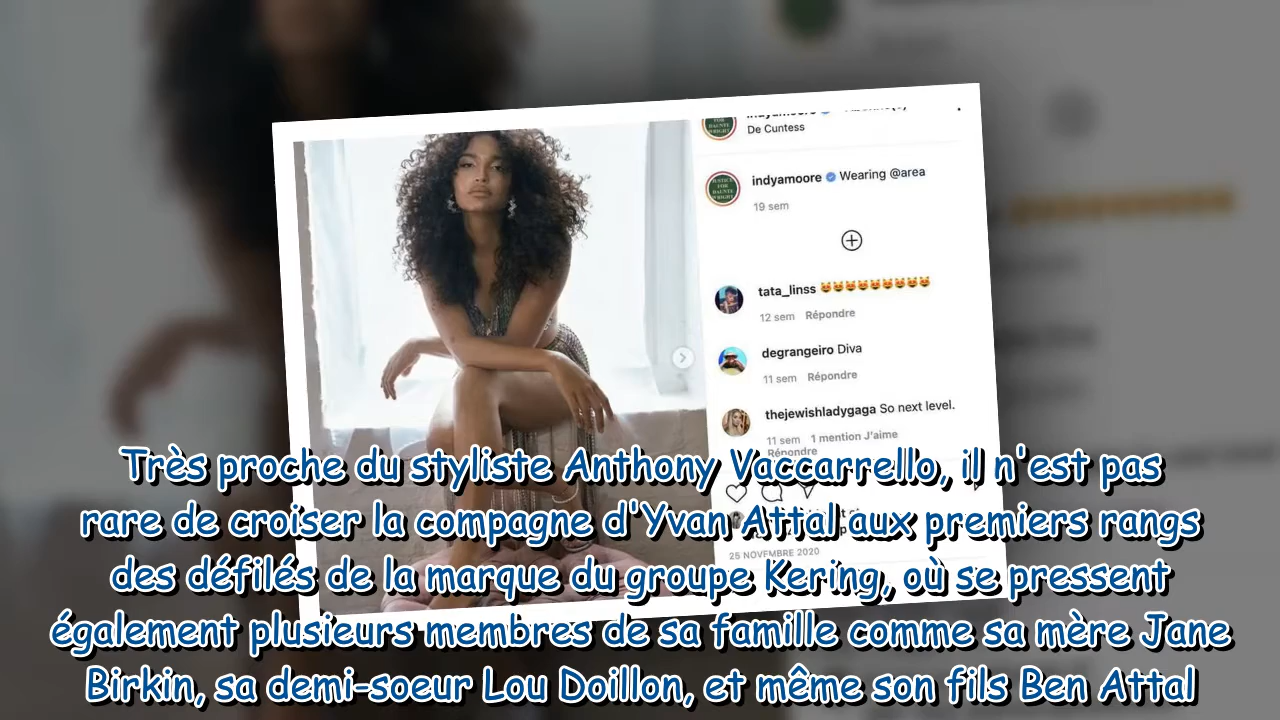 De Cuntess
indyamoore Wearing @area
19 sem
tata_linss
12 sem Répondre
degrangeiro Diva
11 sem Répondre
thejewishladygaga So next level.
11 sem 1 mention J'aime
Répondre
25 NOVEMBRE 2020
Très proche du styliste Anthony Vaccarrello, il n'est pas
rare de croiser la compagne d'Yvan Attal aux premiers rangs
des défilés de la marque du groupe Kering, où se pressent
également plusieurs membres de sa famille comme sa mère Jane
Birkin, sa demi-soeur Lou Doillon, et même son fils Ben Attal